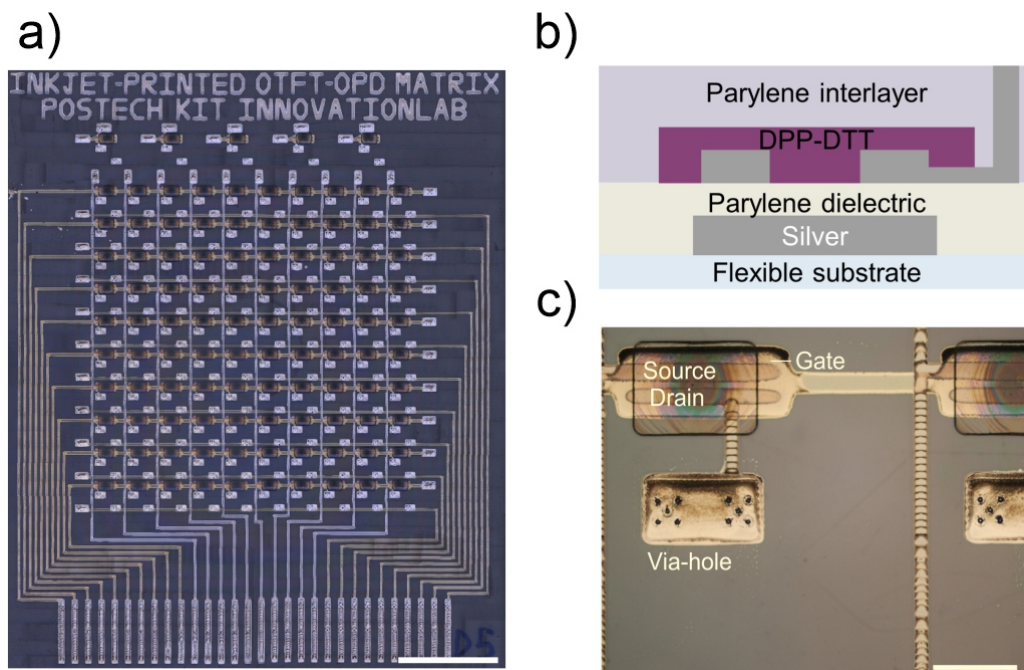 a)
INKJET-PRINTED OTFT-OPD MATRIX
POSTECH KIT INNOVATIONLAB
D5
b)
Parylene interlayer
DPP-DTT
Parylene dielectric
Silver
Flexible substrate
c)
Gate
Source
Drain
Via-hole